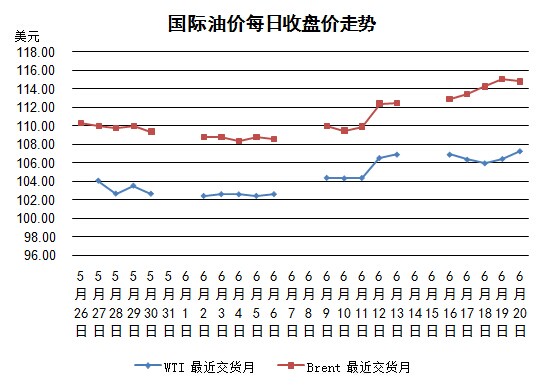 国际油价每日收盘价走势
美元
118.00
116.00
114.00
112.00
110.00
108.00
106.00
104.00
102.00
100.00
98.00
96.00
5月26日
5月27日
5月28日
5月29日
5月30日
5月31日
6月1日
6月2日
6月3日
6月4日
6月5日
6月6日
6月7日
6月8日
6月9日
6月10日
6月11日
6月12日
6月13日
6月14日
6月15日
6月16日
6月17日
6月18日
6月19日
6月20日
WTI 最近交货月
Brent 最近交货月